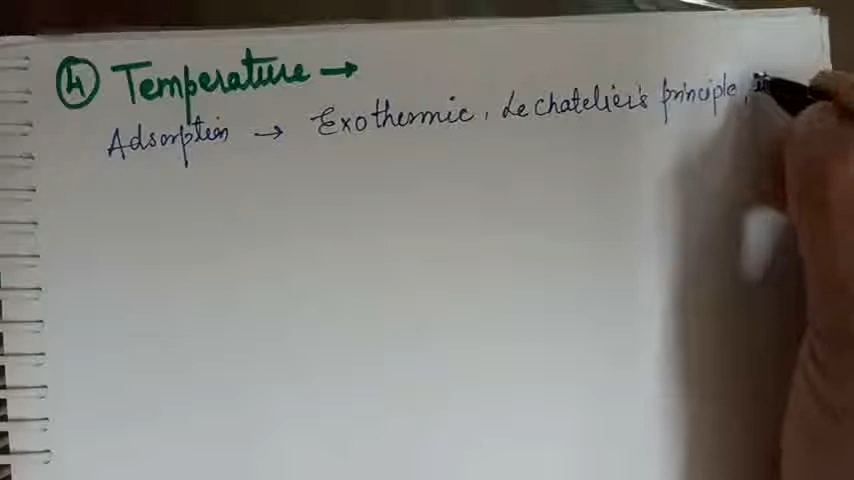 ④ Temperature →
Adsorption → Exothermic, Le chatelier's principle,